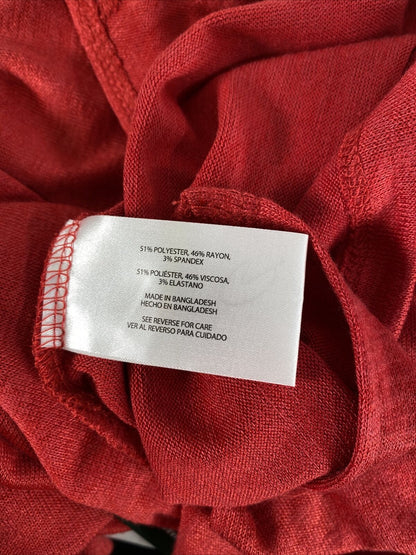 51% POLYESTER, 46% RAYON,
3% SPANDEX
51% POLIÉSTER, 46% VISCOSA,
3% ELASTANO
MADE IN BANGLADESH
HECHO EN BANGLADESH
SEE REVERSE FOR CARE
VER AL REVERSO PARA CUIDADO